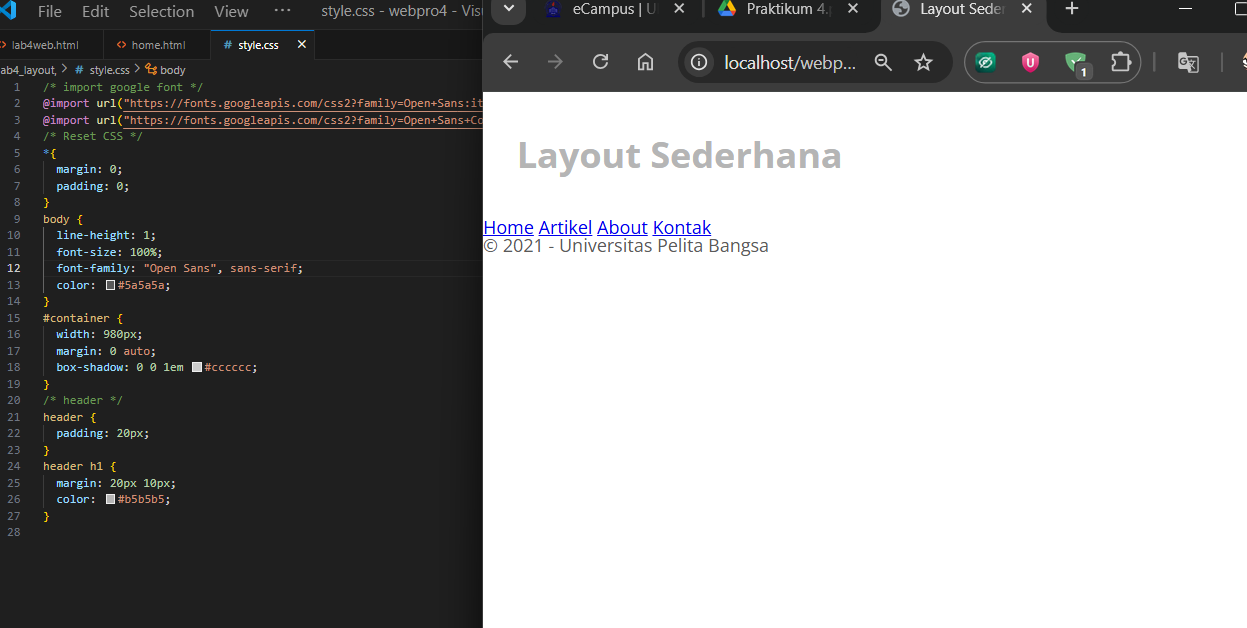 File Edit Selection View ··· style.css - webpro4 - Vis
lab4web.html home.html # style.css
ab4_layout, > # style.css > body
1 /* import google font */
2 @import url("https://fonts.googleapis.com/css2?family=Open+Sans:it
3 @import url("https://fonts.googleapis.com/css2?family=Open+Sans+Co
4 /* Reset CSS */
5 *{
6 margin: 0;
7 padding: 0;
8 }
9 body {
10 line-height: 1;
11 font-size: 100%;
12 font-family: "Open Sans", sans-serif;
13 color: #5a5a5a;
14 }
15 #container {
16 width: 980px;
17 margin: 0 auto;
18 box-shadow: 0 0 1em #cccccc;
19 }
20 /* header */
21 header {
22 padding: 20px;
23 }
24 header h1 {
25 margin: 20px 10px;
26 color: #b5b5b5;
27 }
28
eCampus | U Praktikum 4. Layout Seder
localhost/webp... 1
Layout Sederhana
Home Artikel About Kontak
© 2021 - Universitas Pelita Bangsa